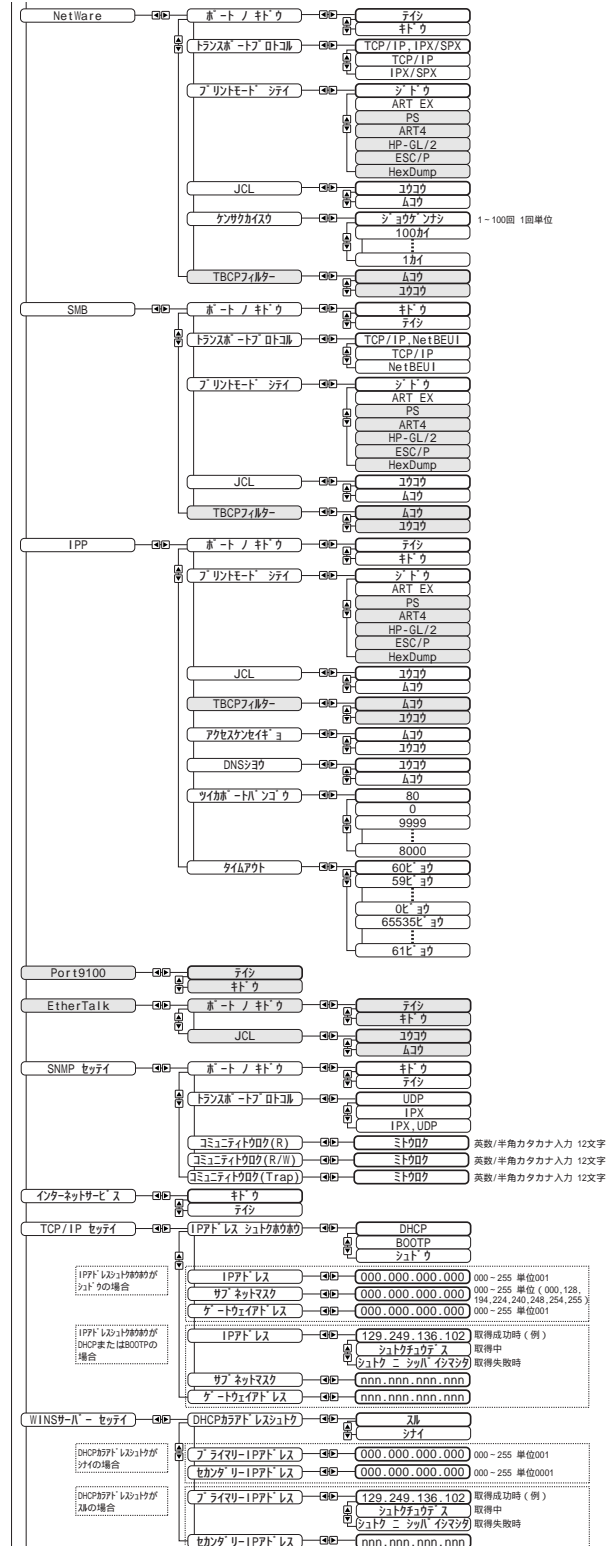 NetWare
ポート ノ キドウ
テイシ
キドウ
トランスポートプロトコル
TCP/IP,IPX/SPX
TCP/IP
IPX/SPX
プリントモード シテイ
ジドウ
ART EX
PS
ART4
HP-GL/2
ESC/P
HexDump
JCL
ユウコウ
ムコウ
ケンサクカイスウ
ジョウゲンナシ
1~100回 1回単位
100カイ
1カイ
TBCPフィルター
ムコウ
ユウコウ
SMB
ポート ノ キドウ
キドウ
テイシ
トランスポートプロトコル
TCP/IP,NetBEUI
TCP/IP
NetBEUI
プリントモード シテイ
ジドウ
ART EX
PS
ART4
HP-GL/2
ESC/P
HexDump
JCL
ユウコウ
ムコウ
TBCPフィルター
ムコウ
ユウコウ
IPP
ポート ノ キドウ
テイシ
キドウ
プリントモード シテイ
ジドウ
ART EX
PS
ART4
HP-GL/2
ESC/P
HexDump
JCL
ユウコウ
ムコウ
TBCPフィルター
ムコウ
ユウコウ
アクセスケンセイギョ
ムコウ
ユウコウ
DNSシヨウ
ユウコウ
ムコウ
ツイカポートバンゴウ
80
0
9999
8000
タイムアウト
60ビョウ
59ビョウ
0ビョウ
65535ビョウ
61ビョウ
Port9100
テイシ
キドウ
EtherTalk
ポート ノ キドウ
テイシ
キドウ
JCL
ユウコウ
ムコウ
SNMP セッテイ
ポート ノ キドウ
キドウ
テイシ
トランスポートプロトコル
UDP
IPX
IPX,UDP
コミュニティトウロク(R)
ミトウロク
英数/半角カタカナ入力 12文字
コミュニティトウロク(R/W)
ミトウロク
英数/半角カタカナ入力 12文字
コミュニティトウロク(Trap)
ミトウロク
英数/半角カタカナ入力 12文字
インターネットサービス
キドウ
テイシ
TCP/IP セッテイ
IPアドレス シュトクホウホウ
DHCP
BOOTP
シュドウ
IPアドレスシュトクホウホウが
シュドウの場合
IPアドレス
000.000.000.000
000~255 単位001
サブネットマスク
000.000.000.000
000~255 単位(000,128,
194,224,240,248,254,255)
ゲートウェイアドレス
000.000.000.000
000~255 単位001
IPアドレスシュトクホウホウが
DHCPまたはBOOTPの
場合
IPアドレス
129.249.136.102
取得成功時(例)
シュトクチュウデス
取得中
シュトク ニ シッパイシマシタ
取得失敗時
サブネットマスク
nnn.nnn.nnn.nnn
ゲートウェイアドレス
nnn.nnn.nnn.nnn
WINSサーバー セッテイ
DHCPカラアドレスシュトク
スル
シナイ
DHCPカラアドレスシュトクが
シナイの場合
プライマリーIPアドレス
000.000.000.000
000~255 単位001
セカンダリーIPアドレス
000.000.000.000
000~255 単位0001
DHCPカラアドレスシュトクが
スルの場合
プライマリーIPアドレス
129.249.136.102
取得成功時(例)
シュトクチュウデス
取得中
シュトク ニ シッパイシマシタ
取得失敗時
セカンダリーIPアドレス
nnn.nnn.nnn.nnn